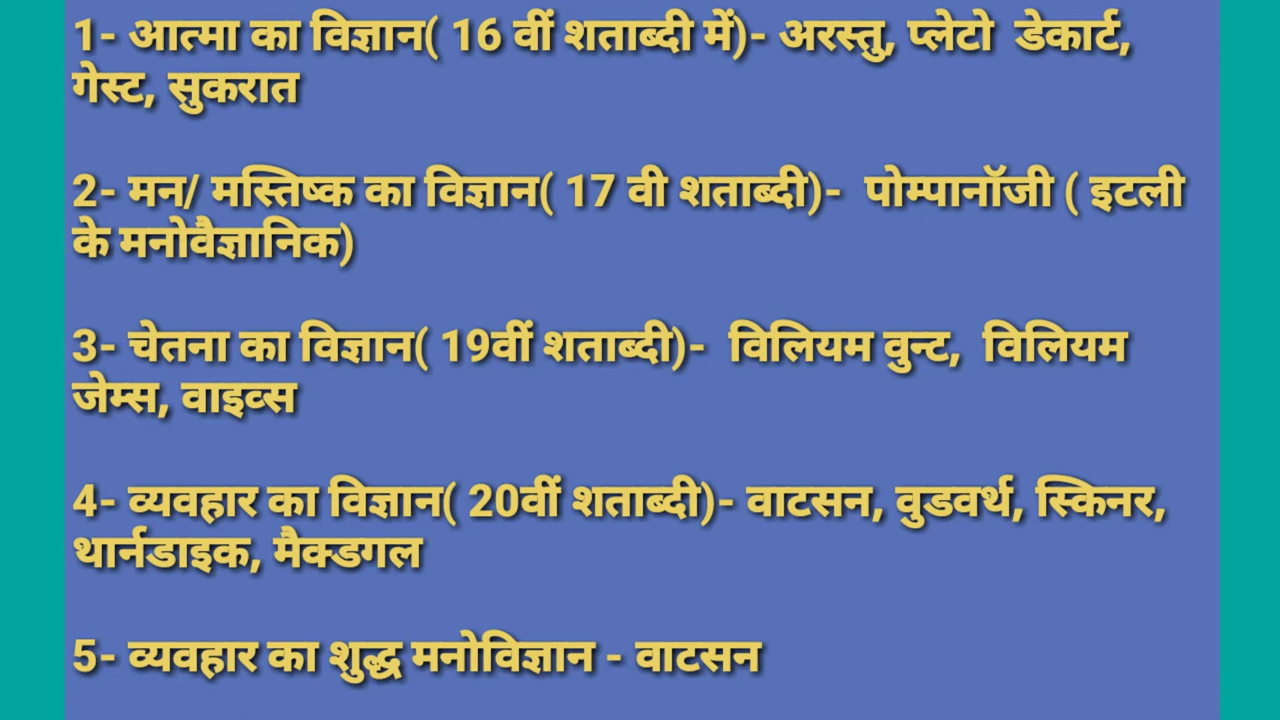 1- आत्मा का विज्ञान( 16 वीं शताब्दी में)- अरस्तु, प्लेटो डेकार्ट,
गेस्ट, सुकरात
2- मन/ मस्तिष्क का विज्ञान( 17 वी शताब्दी)- पोम्पानॉजी ( इटली
के मनोवैज्ञानिक)
3- चेतना का विज्ञान( 19वीं शताब्दी)- विलियम वुन्ट, विलियम
जेम्स, वाइव्स
4- व्यवहार का विज्ञान( 20वीं शताब्दी)- वाटसन, वुडवर्थ, स्किनर,
थार्नडाइक, मैक्डगल
5- व्यवहार का शुद्ध मनोविज्ञान - वाटसन